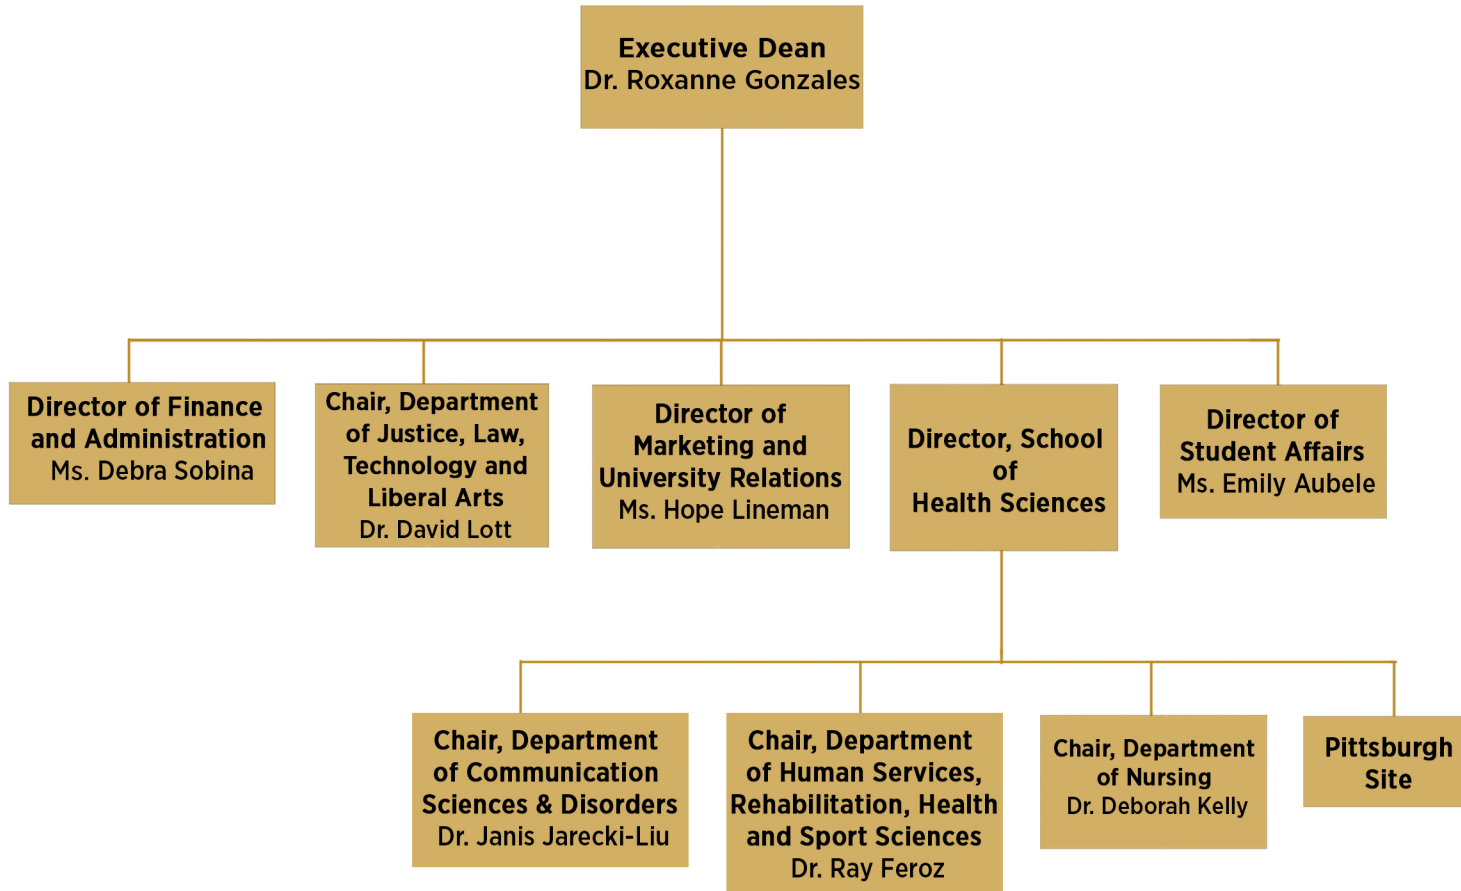 Executive Dean
Dr. Roxanne Gonzales
Director of Finance
and Administration
Ms. Debra Sobina
Chair, Department
of Justice, Law,
Technology and
Liberal Arts
Dr. David Lott
Director of
Marketing and
University Relations
Ms. Hope Lineman
Director, School
of
Health Sciences
Director of
Student Affairs
Ms. Emily Aubele
Chair, Department
of Communication
Sciences & Disorders
Dr. Janis Jarecki-Liu
Chair, Department
of Human Services,
Rehabilitation, Health
and Sport Sciences
Dr. Ray Feroz
Chair, Department
of Nursing
Dr. Deborah Kelly
Pittsburgh
Site